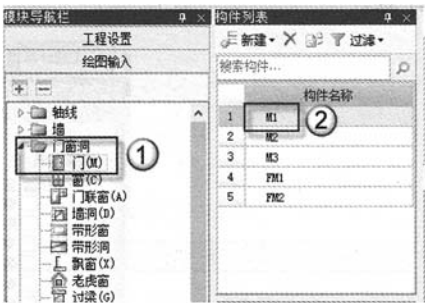 模块导航栏
工程设置
绘图输入
轴线
墙
门窗洞
门(M)
窗(C)
门联窗(A)
墙洞(D)
带形窗
带形洞
飘窗(X)
老虎窗
过梁(G)
①
构件列表
新建 过滤
搜索构件...
构件名称
1 M1
2 M2
3 M3
4 FM1
5 FM2
②